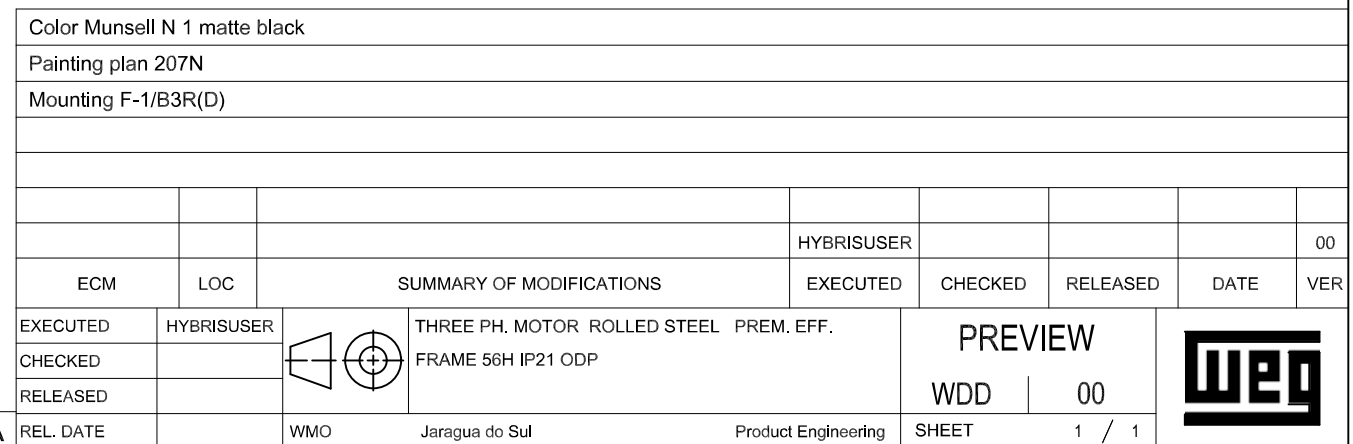 Color Munsell N 1 matte black
Painting plan 207N
Mounting F-1/B3R(D)
HYBRISUSER 00
ECM LOC SUMMARY OF MODIFICATIONS EXECUTED CHECKED RELEASED DATE VER
EXECUTED HYBRISUSER THREE PH. MOTOR ROLLED STEEL PREM. EFF. PREVIEW
CHECKED FRAME 56H IP21 ODP
RELEASED WDD 00
A REL. DATE WMO Jaragua do Sul Product Engineering SHEET 1 / 1
weg